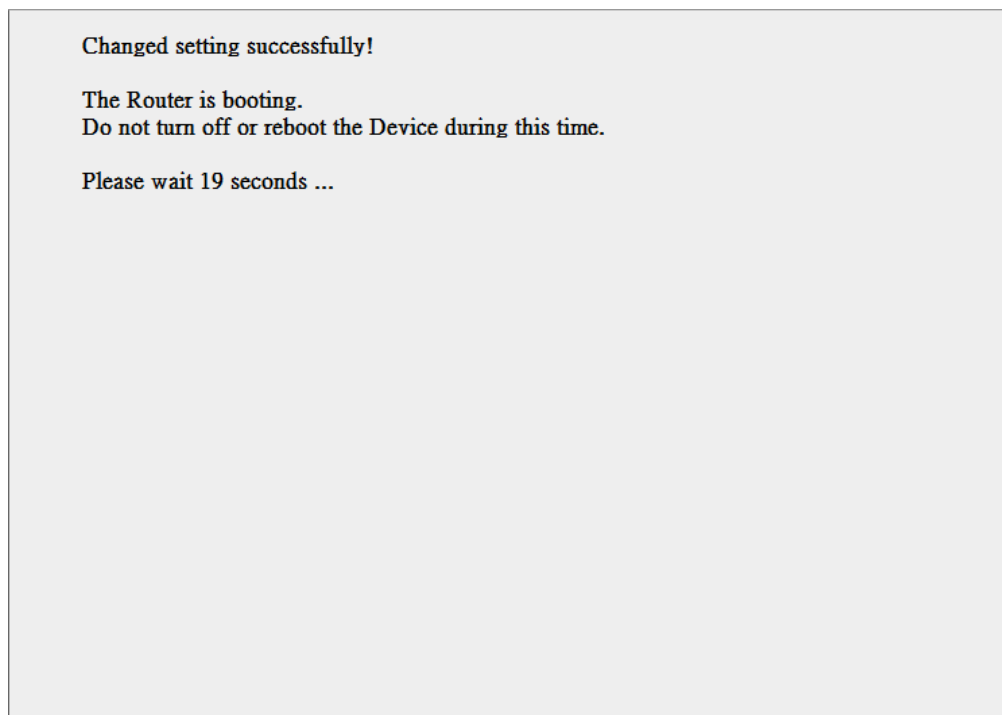 Changed setting successfully!
The Router is booting.
Do not turn off or reboot the Device during this time.
Please wait 19 seconds ...